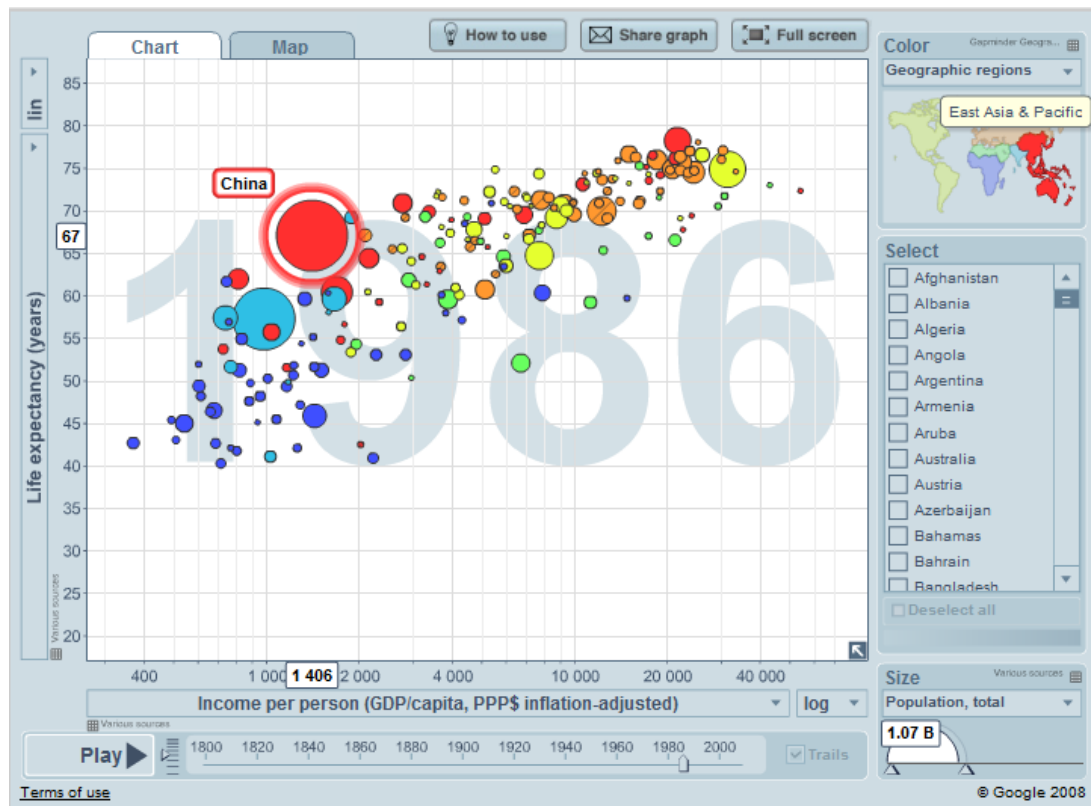 Chart
Map
How to use
Share graph
Full screen
Color
Gapminder Geogra...
Geographic regions
East Asia & Pacific
lin
Life expectancy (years)
Various sources
85
80
75
70
67
65
60
55
50
45
40
35
30
25
20
China
1986
Select
Afghanistan
Albania
Algeria
Angola
Argentina
Armenia
Aruba
Australia
Austria
Azerbaijan
Bahamas
Bahrain
Bangladesh
Deselect all
400
1 000
1 406
2 000
4 000
10 000
20 000
40 000
Income per person (GDP/capita, PPP$ inflation-adjusted)
log
Various sources
Size
Various sources
Population, total
1.07 B
Play
1800 1820 1840 1860 1880 1900 1920 1940 1960 1980 2000
Trails
Terms of use
© Google 2008